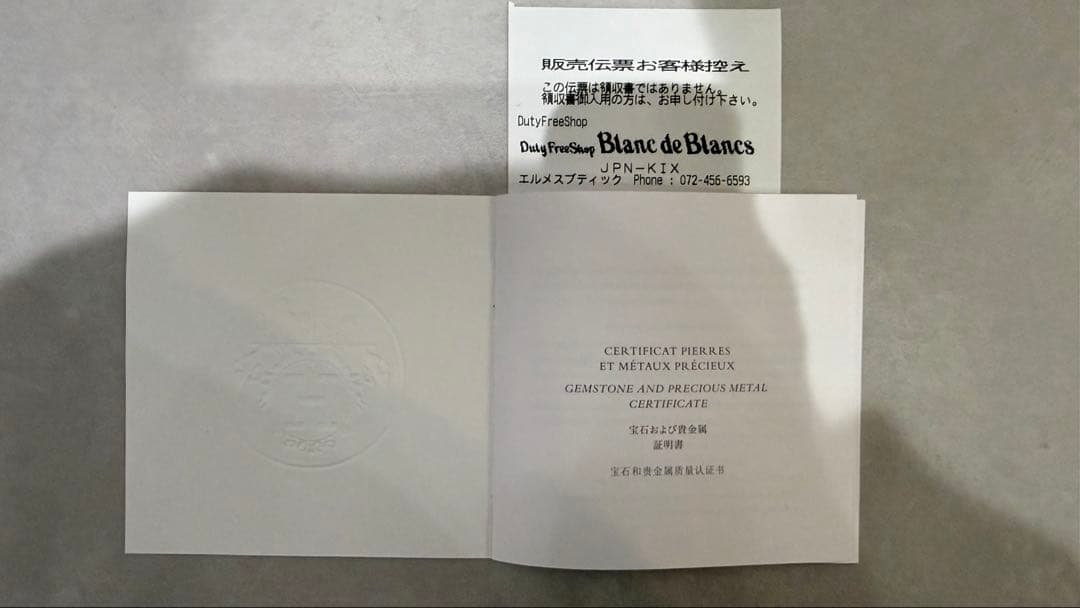 販売伝票お客様控え
この伝票は領収書ではありません。
領収書御入用の方は、お申し付け下さい。
DutyFreeShop
DutyFreeShop Blanc de Blancs
JPN-KIX
エルメスブティック Phone : 072-456-6593
CERTIFICAT PIERRES
ET MÉTAUX PRÉCIEUX
GEMSTONE AND PRECIOUS METAL
CERTIFICATE
宝石および貴金属
証明書
宝石和贵金属质量认证书